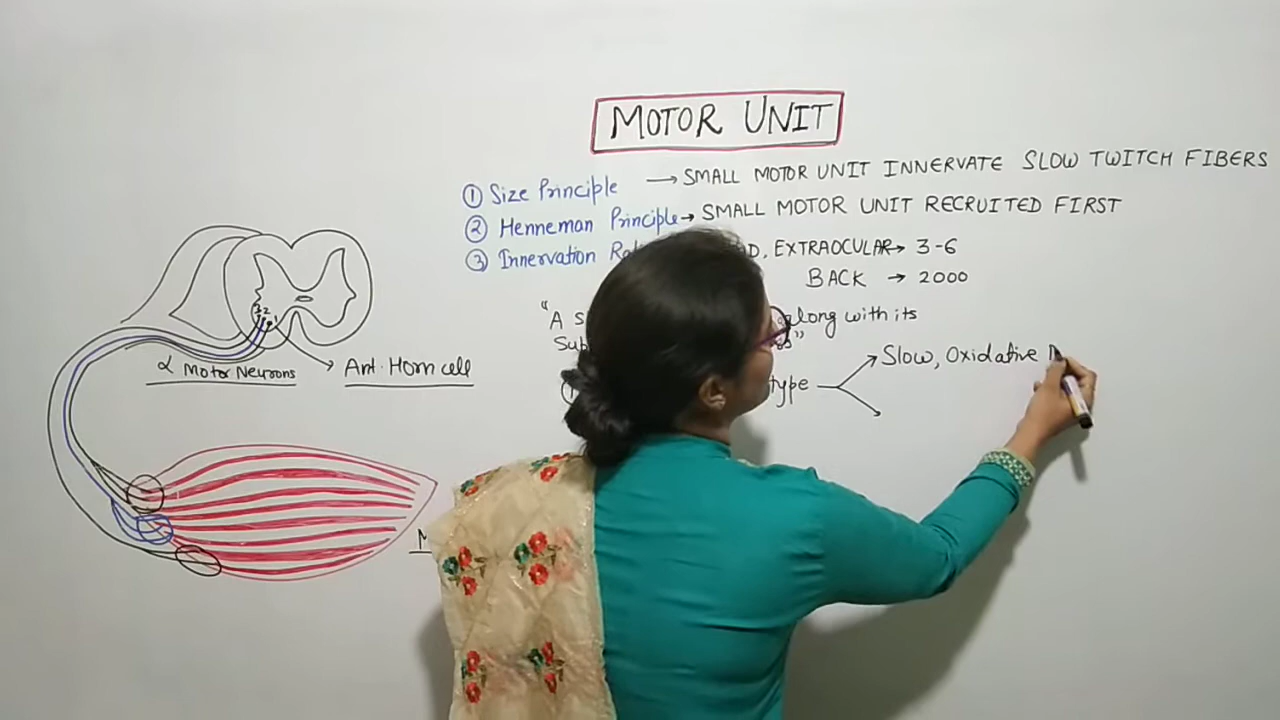 MOTOR UNIT
① Size Principle → SMALL MOTOR UNIT INNERVATE SLOW TWITCH FIBERS
② Henneman Principle → SMALL MOTOR UNIT RECRUITED FIRST
③ Innervation EXTRAOCULAR → 3-6
BACK → 2000
"A along with its
"
type → Slow, Oxidative
α Motor Neurons → Ant. Horn cell